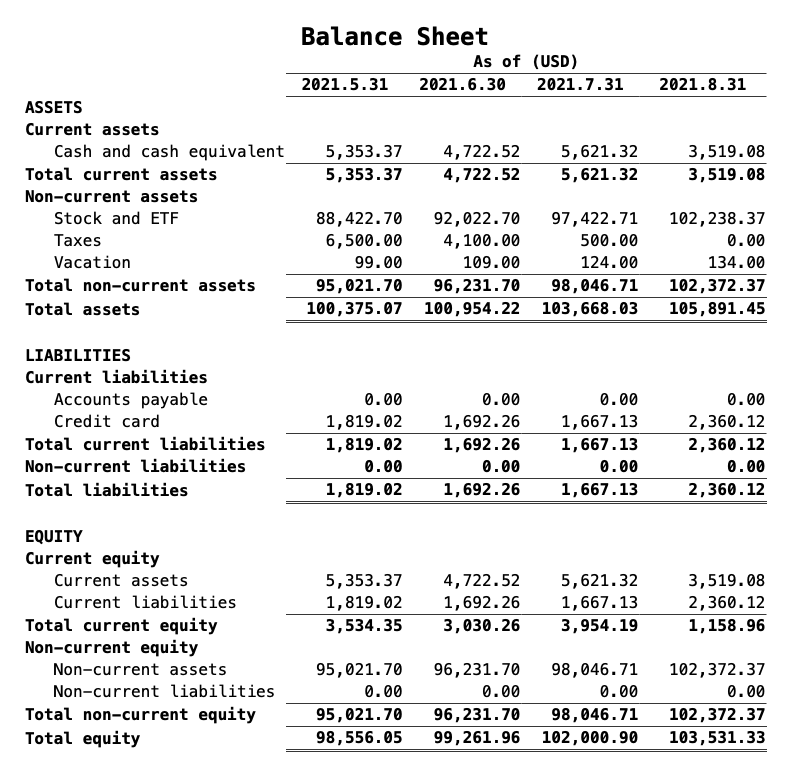 Balance Sheet
As of (USD)
2021.5.31 2021.6.30 2021.7.31 2021.8.31
ASSETS
Current assets
Cash and cash equivalent 5,353.37 4,722.52 5,621.32 3,519.08
Total current assets 5,353.37 4,722.52 5,621.32 3,519.08
Non-current assets
Stock and ETF 88,422.70 92,022.70 97,422.71 102,238.37
Taxes 6,500.00 4,100.00 500.00 0.00
Vacation 99.00 109.00 124.00 134.00
Total non-current assets 95,021.70 96,231.70 98,046.71 102,372.37
Total assets 100,375.07 100,954.22 103,668.03 105,891.45
LIABILITIES
Current liabilities
Accounts payable 0.00 0.00 0.00 0.00
Credit card 1,819.02 1,692.26 1,667.13 2,360.12
Total current liabilities 1,819.02 1,692.26 1,667.13 2,360.12
Non-current liabilities 0.00 0.00 0.00 0.00
Total liabilities 1,819.02 1,692.26 1,667.13 2,360.12
EQUITY
Current equity
Current assets 5,353.37 4,722.52 5,621.32 3,519.08
Current liabilities 1,819.02 1,692.26 1,667.13 2,360.12
Total current equity 3,534.35 3,030.26 3,954.19 1,158.96
Non-current equity
Non-current assets 95,021.70 96,231.70 98,046.71 102,372.37
Non-current liabilities 0.00 0.00 0.00 0.00
Total non-current equity 95,021.70 96,231.70 98,046.71 102,372.37
Total equity 98,556.05 99,261.96 102,000.90 103,531.33